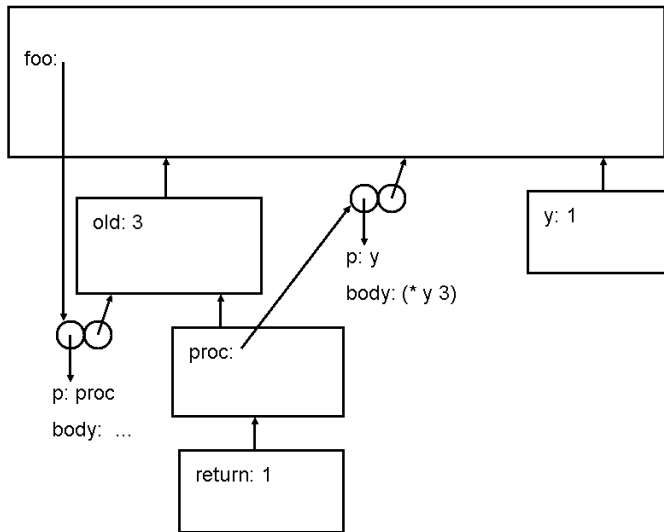 foo:
old: 3
y: 1
p: y
body: (* y 3)
proc:
p: proc
body: ...
return: 1